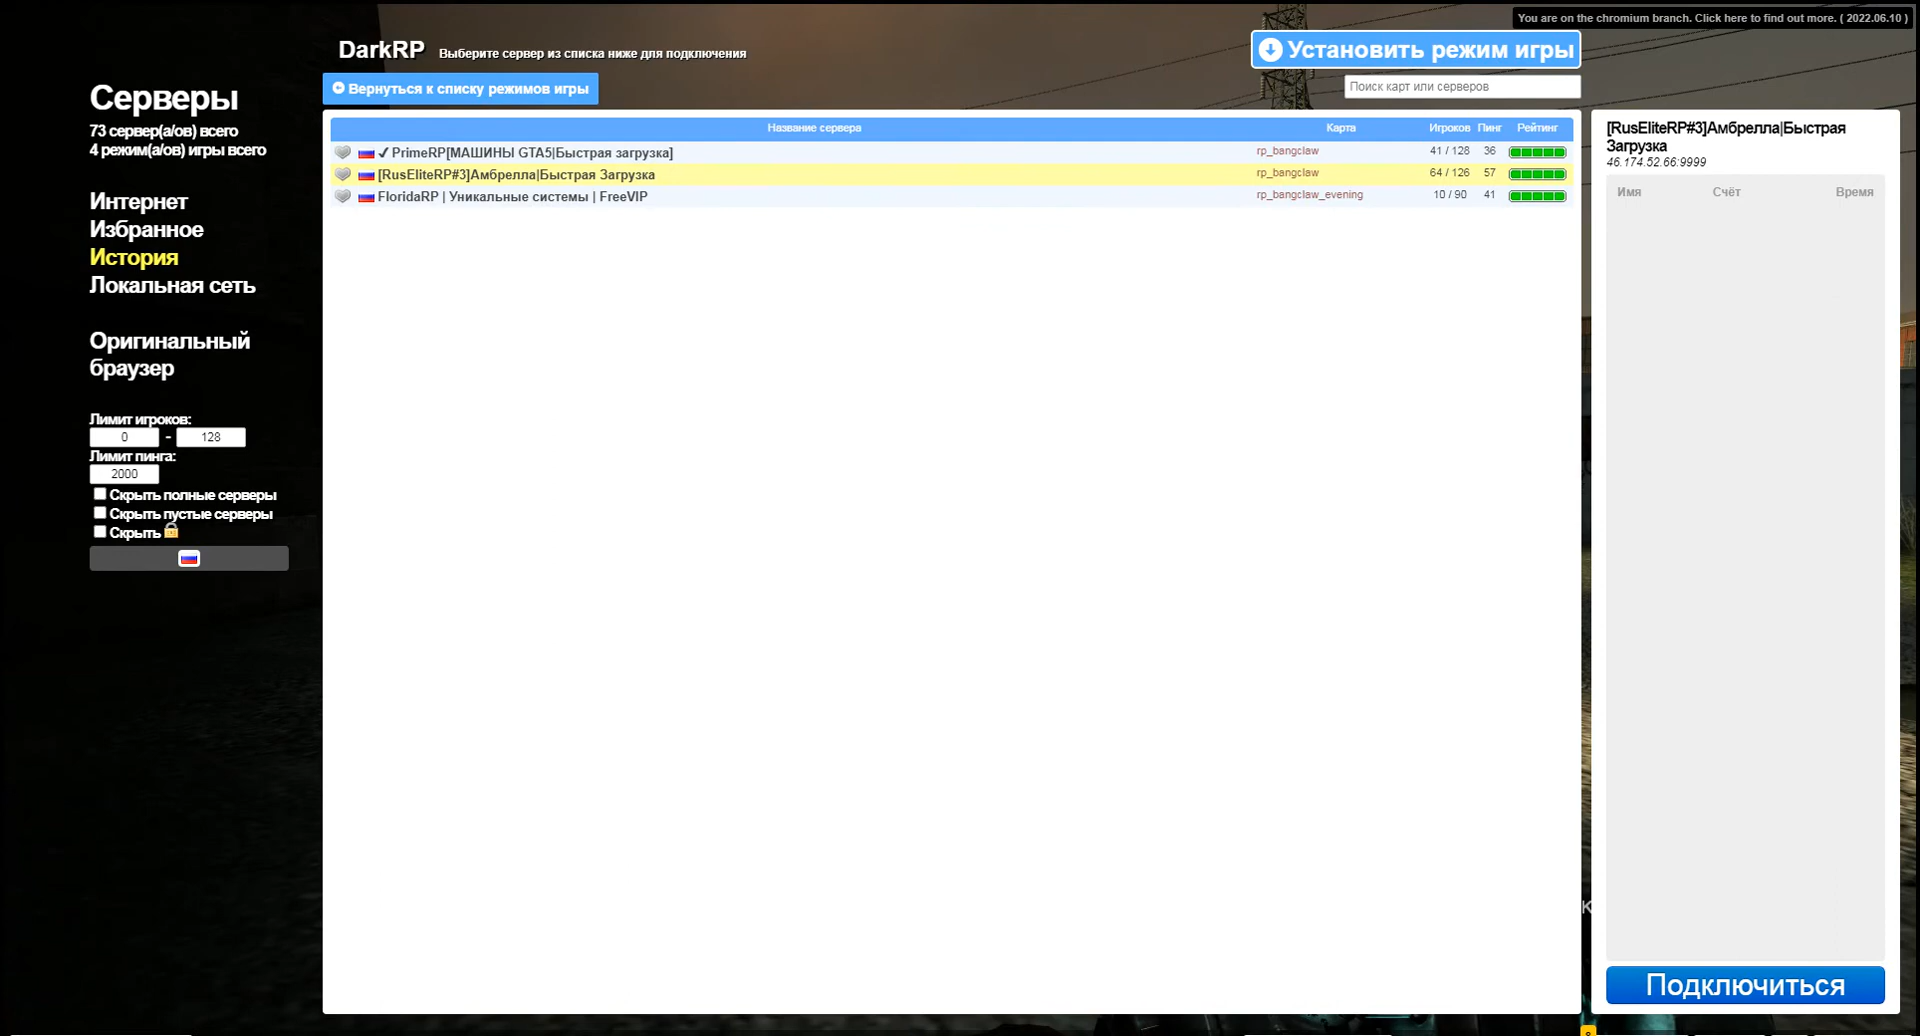 You are on the chromium branch. Click here to find out more. ( 2022.06.10 )
DarkRP Выберите сервер из списка ниже для подключения
Установить режим игры
Вернуться к списку режимов игры
Поиск карт или серверов
Серверы
73 сервер(а/ов) всего
4 режим(а/ов) игры всего
Интернет
Избранное
История
Локальная сеть
Оригинальный
браузер
Лимит игроков:
0 - 128
Лимит пинга:
2000
Скрыть полные серверы
Скрыть пустые серверы
Скрыть
Название сервера Карта Игроков Пинг Рейтинг
✓ PrimeRP[МАШИНЫ GTA5|Быстрая загрузка] rp_bangclaw 41 / 128 36
[RusEliteRP#3]Амбрелла|Быстрая Загрузка rp_bangclaw 64 / 126 57
FloridaRP | Уникальные системы | FreeVIP rp_bangclaw_evening 10 / 90 41
[RusEliteRP#3]Амбрелла|Быстрая
Загрузка
46.174.52.66:9999
Имя Счёт Время
Подключиться